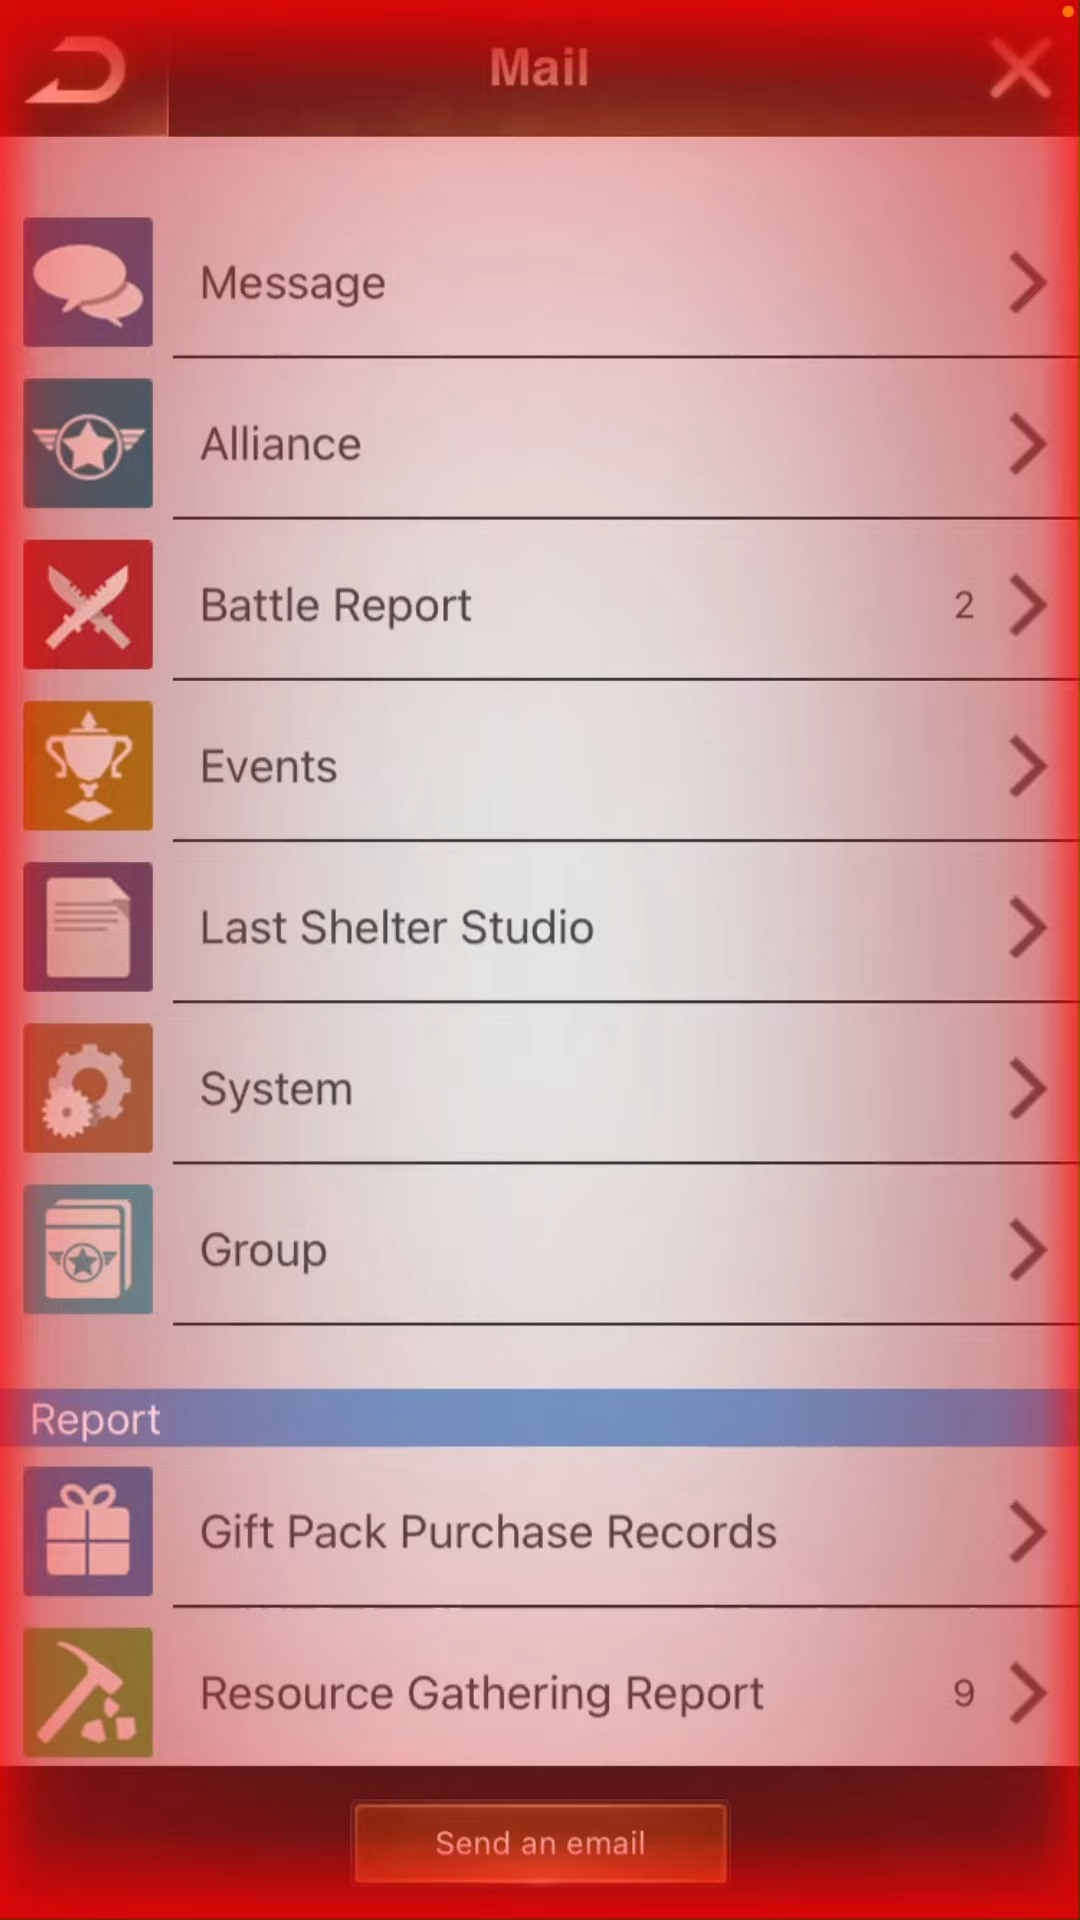 Mail
Message
Alliance
Battle Report 2
Events
Last Shelter Studio
System
Group
Report
Gift Pack Purchase Records
Resource Gathering Report 9
Send an email